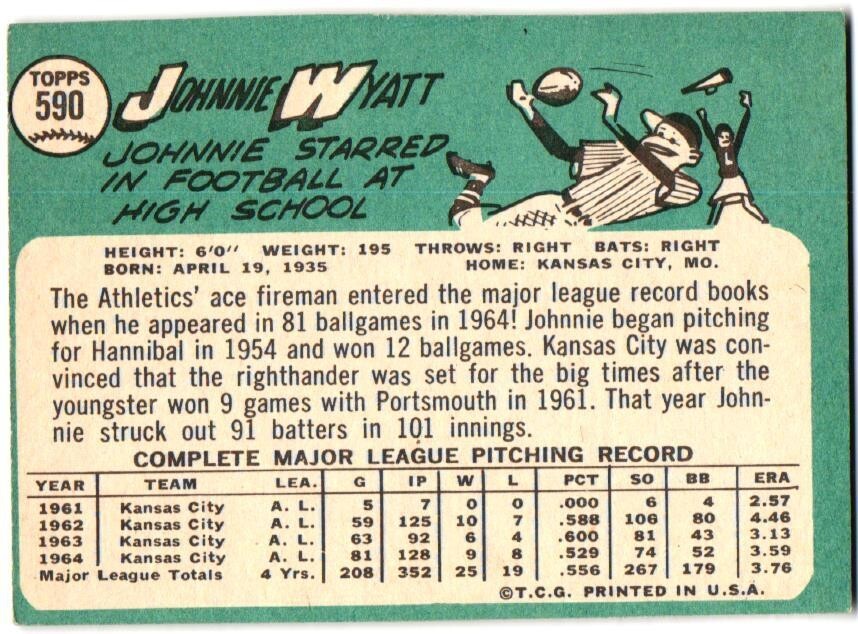 TOPPS
590
JOHNNIE WYATT
JOHNNIE STARRED
IN FOOTBALL AT
HIGH SCHOOL
L
HEIGHT: 6'0" WEIGHT: 195 THROWS: RIGHT BATS: RIGHT
BORN: APRIL 19, 1935 HOME: KANSAS CITY, MO.
The Athletics' ace fireman entered the major league record books
when he appeared in 81 ballgames in 1964! Johnnie began pitching
for Hannibal in 1954 and won 12 ballgames. Kansas City was con-
vinced that the righthander was set for the big times after the
youngster won 9 games with Portsmouth in 1961. That year John-
nie struck out 91 batters in 101 innings.
COMPLETE MAJOR LEAGUE PITCHING RECORD
YEAR TEAM LEA. G IP W L PCT SO BB ERA
1961 Kansas City A. L. 5 7 0 0 .000 6 4 2.57
1962 Kansas City A. L. 59 125 10 7 .588 106 80 4.46
1963 Kansas City A. L. 63 92 6 4 .600 81 43 3.13
1964 Kansas City A. L. 81 128 9 8 .529 74 52 3.59
Major League Totals 4 Yrs. 208 352 25 19 .556 267 179 3.76
©T.C.G. PRINTED IN U.S.A.